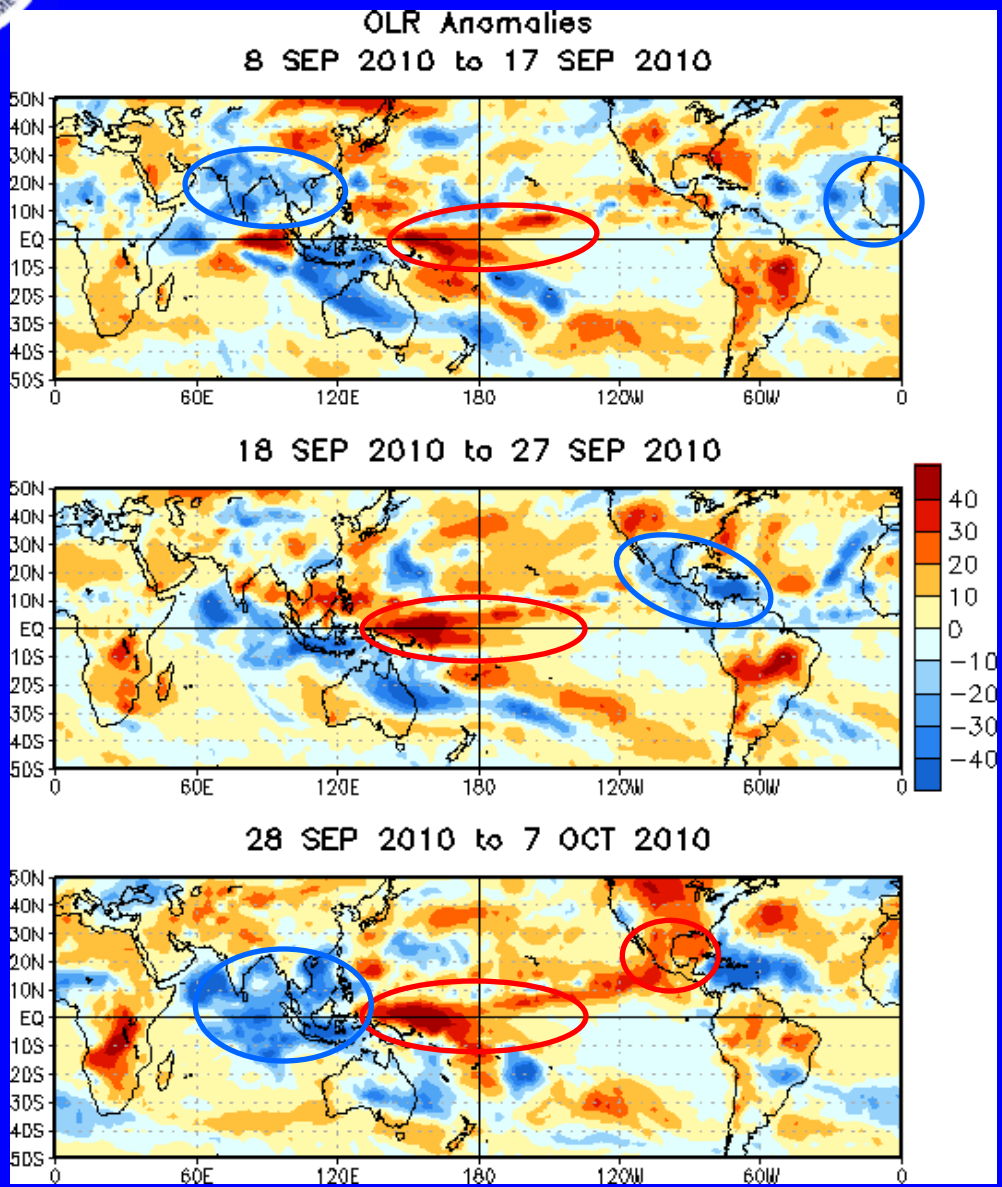 OLR Anomalies
8 SEP 2010 to 17 SEP 2010
50N
40N
30N
20N
10N
EQ
10S
20S
30S
40S
50S
0 60E 120E 180 120W 60W 0
18 SEP 2010 to 27 SEP 2010
50N
40N
30N
20N
10N
EQ
10S
20S
30S
40S
50S
0 60E 120E 180 120W 60W 0
40
30
20
10
0
-10
-20
-30
-40
28 SEP 2010 to 7 OCT 2010
50N
40N
30N
20N
10N
EQ
10S
20S
30S
40S
50S
0 60E 120E 180 120W 60W 0